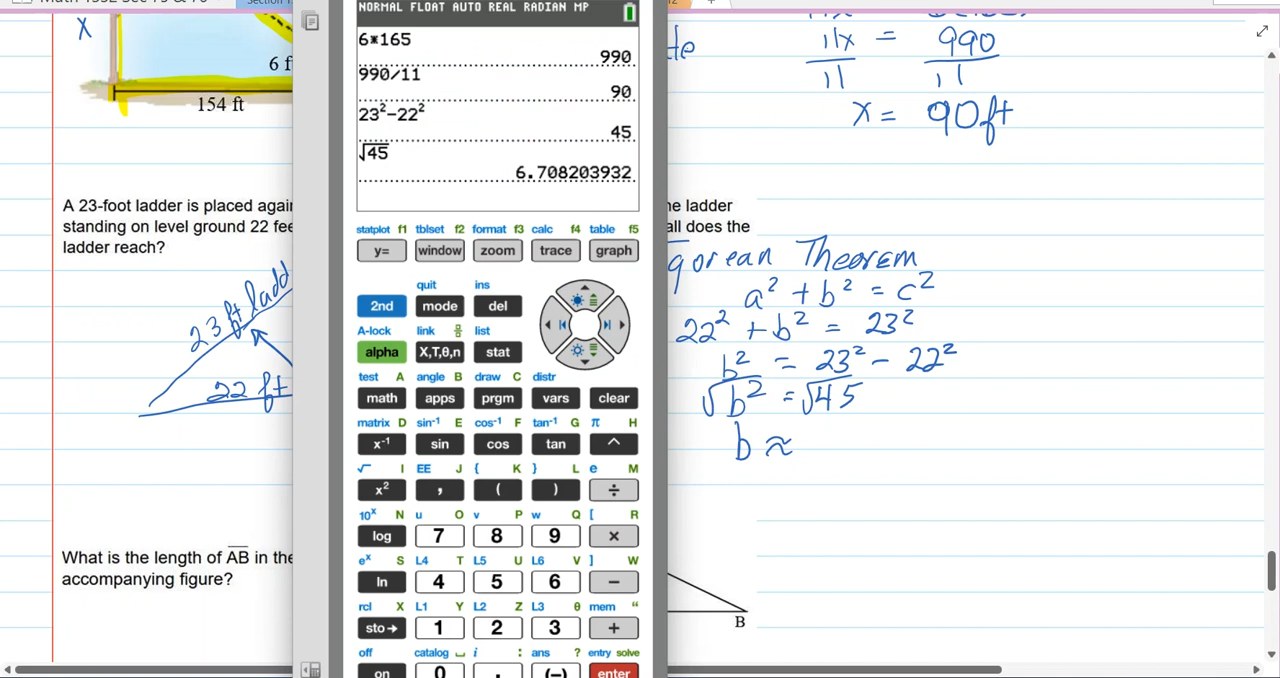 Section 1
NORMAL FLOAT AUTO REAL RADIAN MP
6*165
990
990/11
90
23²-22²
45
√45
6.708203932
X
6 f
154 ft
11x = 990
11 11
x = 90ft
A 23-foot ladder is placed agai
standing on level ground 22 fee
ladder reach?
ne ladder
all does the
23 ft ladd
22 ft
gorean Theorem
a² + b² = c²
22² + b² = 23²
b² = 23² - 22²
√b² = √45
b ≈
What is the length of AB in the
accompanying figure?
B
statplot f1 tblset f2 format f3 calc f4 table f5
y= window zoom trace graph
quit ins
2nd mode del
A-lock link list
alpha X,T,θ,n stat
test A angle B draw C distr
math apps prgm vars clear
matrix D sin⁻¹ E cos⁻¹ F tan⁻¹ G π H
x⁻¹ sin cos tan ^
√ I EE J { K } L e M
x² , ( ) ÷
10ˣ N u O v P w Q [ R
log 7 8 9 ×
eˣ S L4 T L5 U L6 V ] W
ln 4 5 6 −
rcl X L1 Y L2 Z L3 θ mem "
sto→ 1 2 3 +
off catalog ␣ i : ans ? entry solve
on 0 . (−) enter